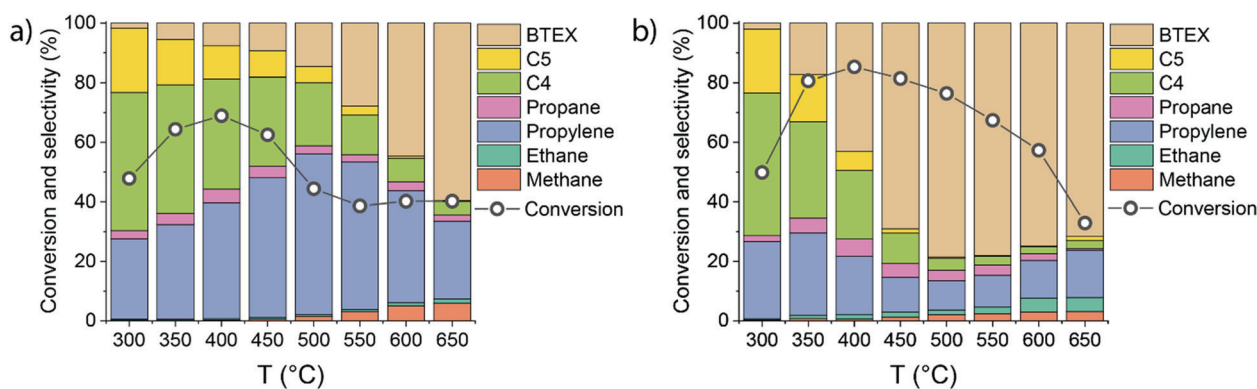 a)
Conversion and selectivity (%)
100
80
60
40
20
0
300 350 400 450 500 550 600 650
T (°C)
BTEX
C5
C4
Propane
Propylene
Ethane
Methane
Conversion
b)
Conversion and selectivity (%)
100
80
60
40
20
0
300 350 400 450 500 550 600 650
T (°C)
BTEX
C5
C4
Propane
Propylene
Ethane
Methane
Conversion